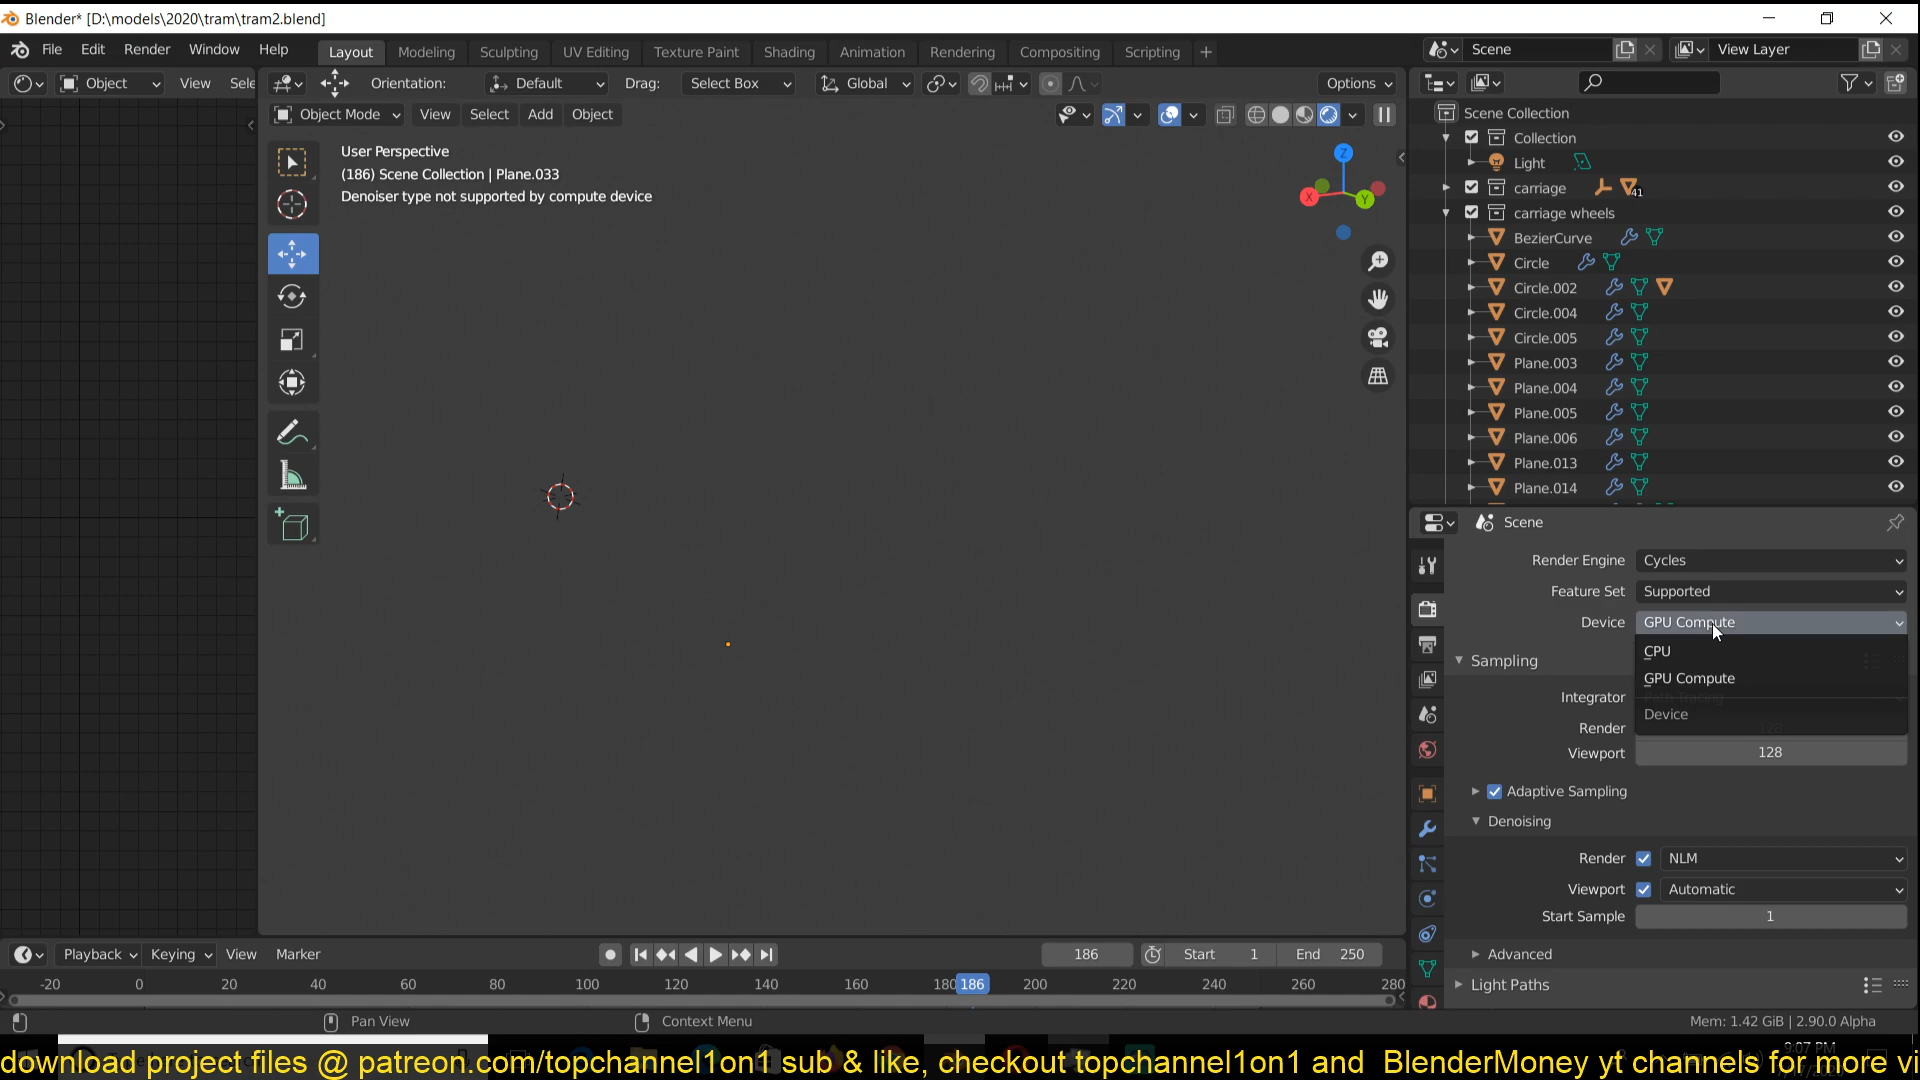 Blender* [D:\models\2020\tram\tram2.blend]
File Edit Render Window Help Layout Modeling Sculpting UV Editing Texture Paint Shading Animation Rendering Compositing Scripting + Scene View Layer
Object View Sele Orientation: Default Drag: Select Box Global Options
Object Mode View Select Add Object
User Perspective
(186) Scene Collection | Plane.033
Denoiser type not supported by compute device
Z
X
Y
Scene Collection
Collection
Light
carriage 41
carriage wheels
BezierCurve
Circle
Circle.002
Circle.004
Circle.005
Plane.003
Plane.004
Plane.005
Plane.006
Plane.013
Plane.014
Scene
Render Engine Cycles
Feature Set Supported
Device GPU Compute
CPU
GPU Compute
Device
Sampling
Integrator Path Tracing
Render 128
Viewport 128
Adaptive Sampling
Denoising
Render NLM
Viewport Automatic
Start Sample 1
Advanced
Light Paths
Playback Keying View Marker 186 Start 1 End 250
-20 0 20 40 60 80 100 120 140 160 180 186 200 220 240 260 280
Pan View Context Menu Mem: 1.42 GiB | 2.90.0 Alpha
9:07 PM
download project files @ patreon.com/topchannel1on1 sub & like, checkout topchannel1on1 and BlenderMoney yt channels for more vi